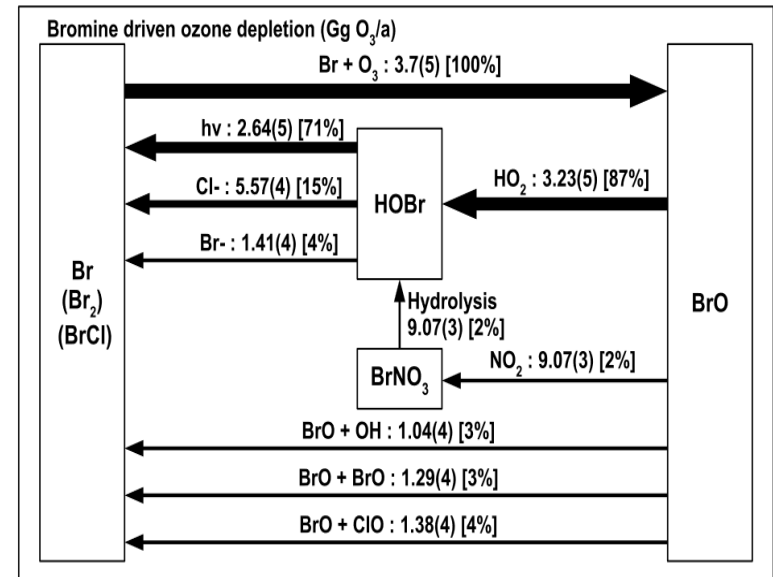 Bromine driven ozone depletion (Gg O₃/a)
Br + O₃ : 3.7(5) [100%]
hv : 2.64(5) [71%]
HO₂ : 3.23(5) [87%]
Cl- : 5.57(4) [15%]
HOBr
Br- : 1.41(4) [4%]
Br
(Br₂)
(BrCl)
BrO
Hydrolysis
9.07(3) [2%]
NO₂ : 9.07(3) [2%]
BrNO₃
BrO + OH : 1.04(4) [3%]
BrO + BrO : 1.29(4) [3%]
BrO + ClO : 1.38(4) [4%]